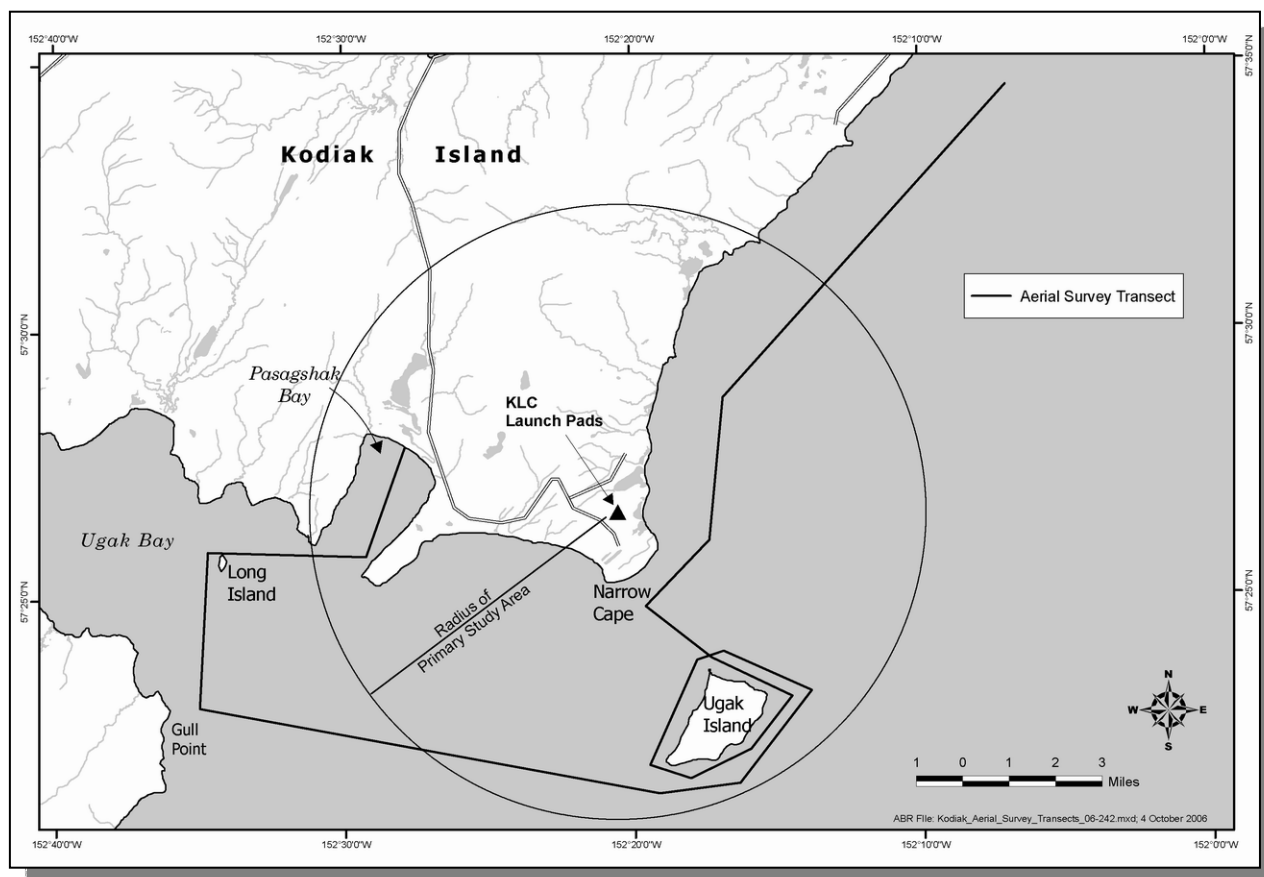 152°40'0"W
152°30'0"W
152°20'0"W
152°10'0"W
152°0'0"W
57°35'0"N
Kodiak Island
Aerial Survey Transect
57°30'0"N
57°30'0"N
Pasagshak
Bay
KLC
Launch Pads
Ugak Bay
Long
Island
57°25'0"N
57°25'0"N
Narrow
Cape
Radius of
Primary Study Area
Ugak
Island
Gull
Point
N
W E
S
1 0 1 2 3
Miles
ABR File: Kodiak_Aerial_Survey_Transects_06-242.mxd; 4 October 2006
152°40'0"W
152°30'0"W
152°20'0"W
152°10'0"W
152°0'0"W